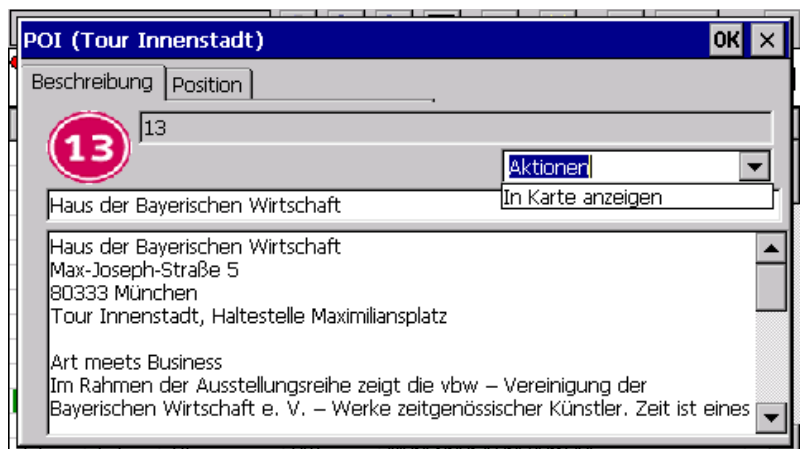 POI (Tour Innenstadt)
OK
Beschreibung
Position
13
13
Aktionen
In Karte anzeigen
Haus der Bayerischen Wirtschaft
Haus der Bayerischen Wirtschaft
Max-Joseph-Straße 5
80333 München
Tour Innenstadt, Haltestelle Maximiliansplatz
Art meets Business
Im Rahmen der Ausstellungsreihe zeigt die vbw – Vereinigung der
Bayerischen Wirtschaft e. V. – Werke zeitgenössischer Künstler. Zeit ist eines